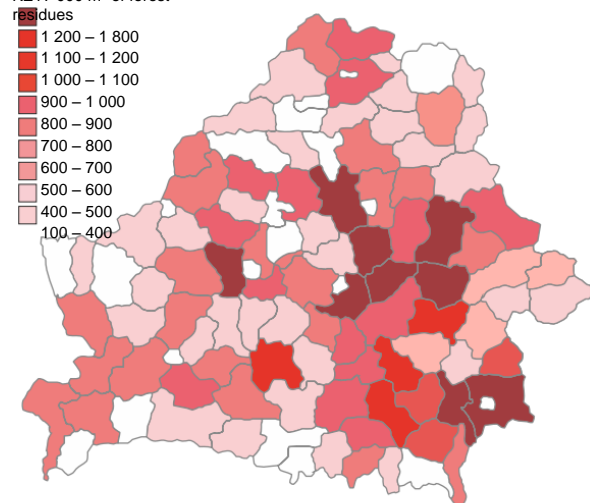 residues
1 200 – 1 800
1 100 – 1 200
1 000 – 1 100
900 – 1 000
800 – 900
700 – 800
600 – 700
500 – 600
400 – 500
100 – 400